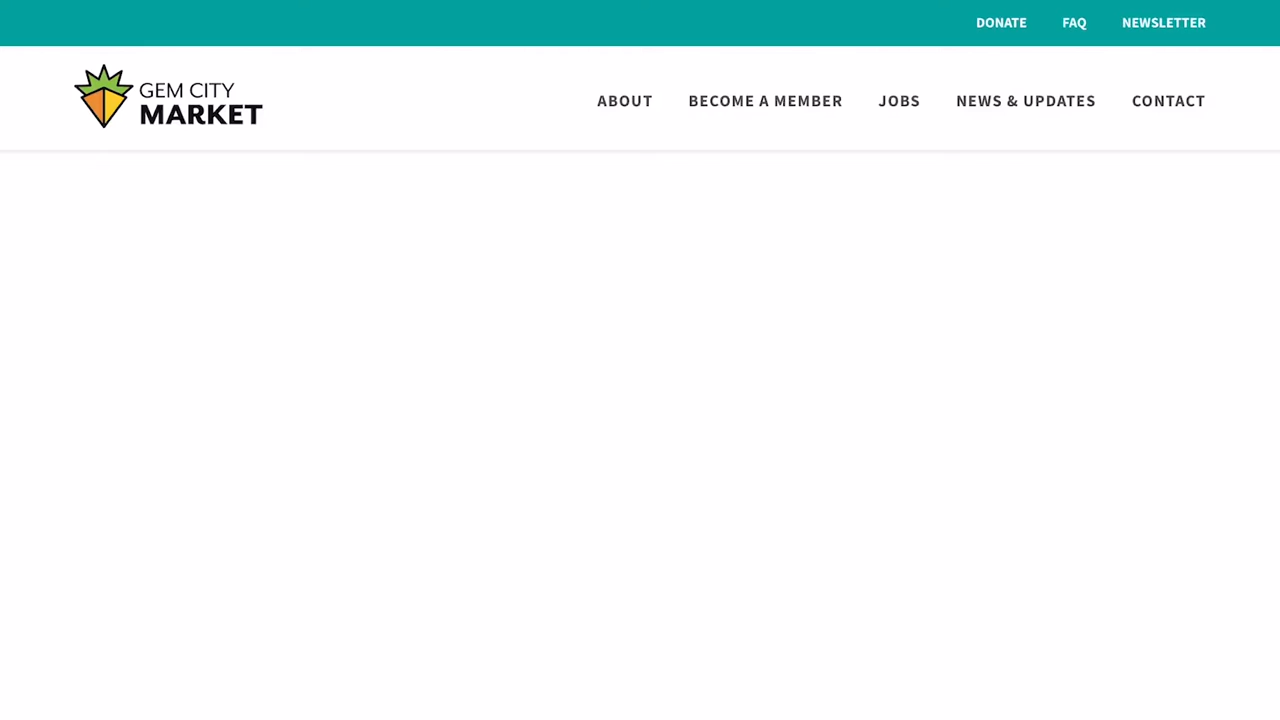 DONATE FAQ NEWSLETTER
GEM CITY
MARKET
ABOUT BECOME A MEMBER JOBS NEWS & UPDATES CONTACT